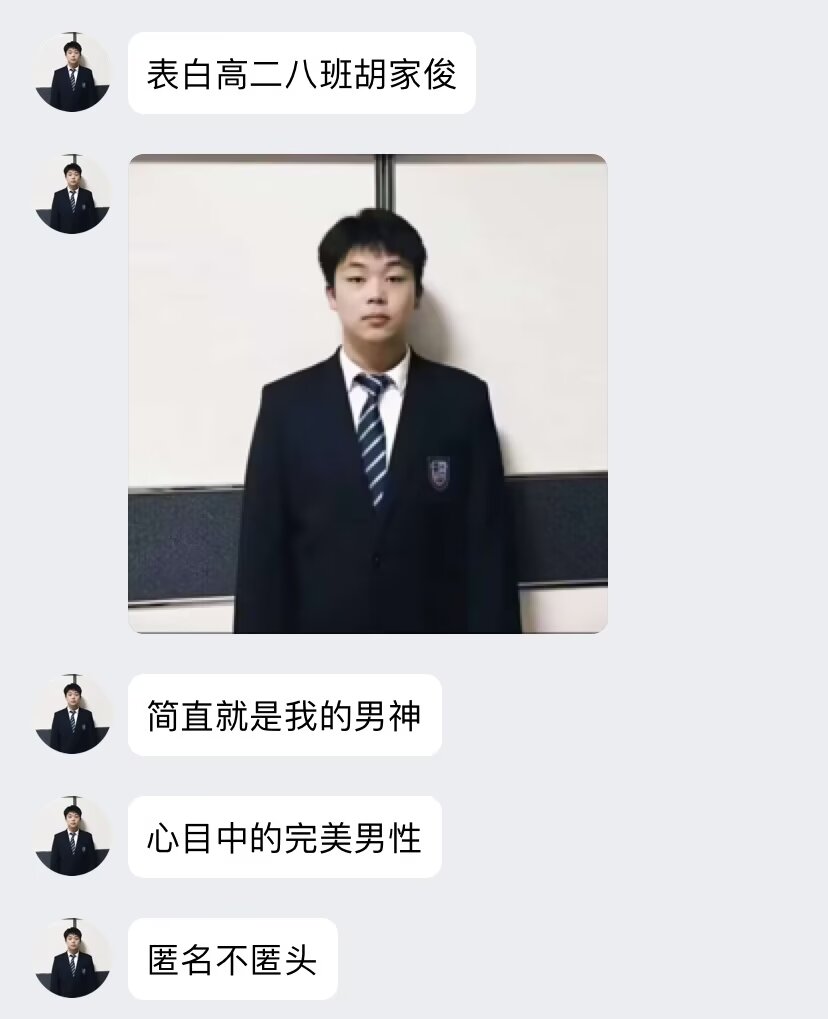 表白高二八班胡家俊
简直就是我的男神
心目中的完美男性
匿名不匿头